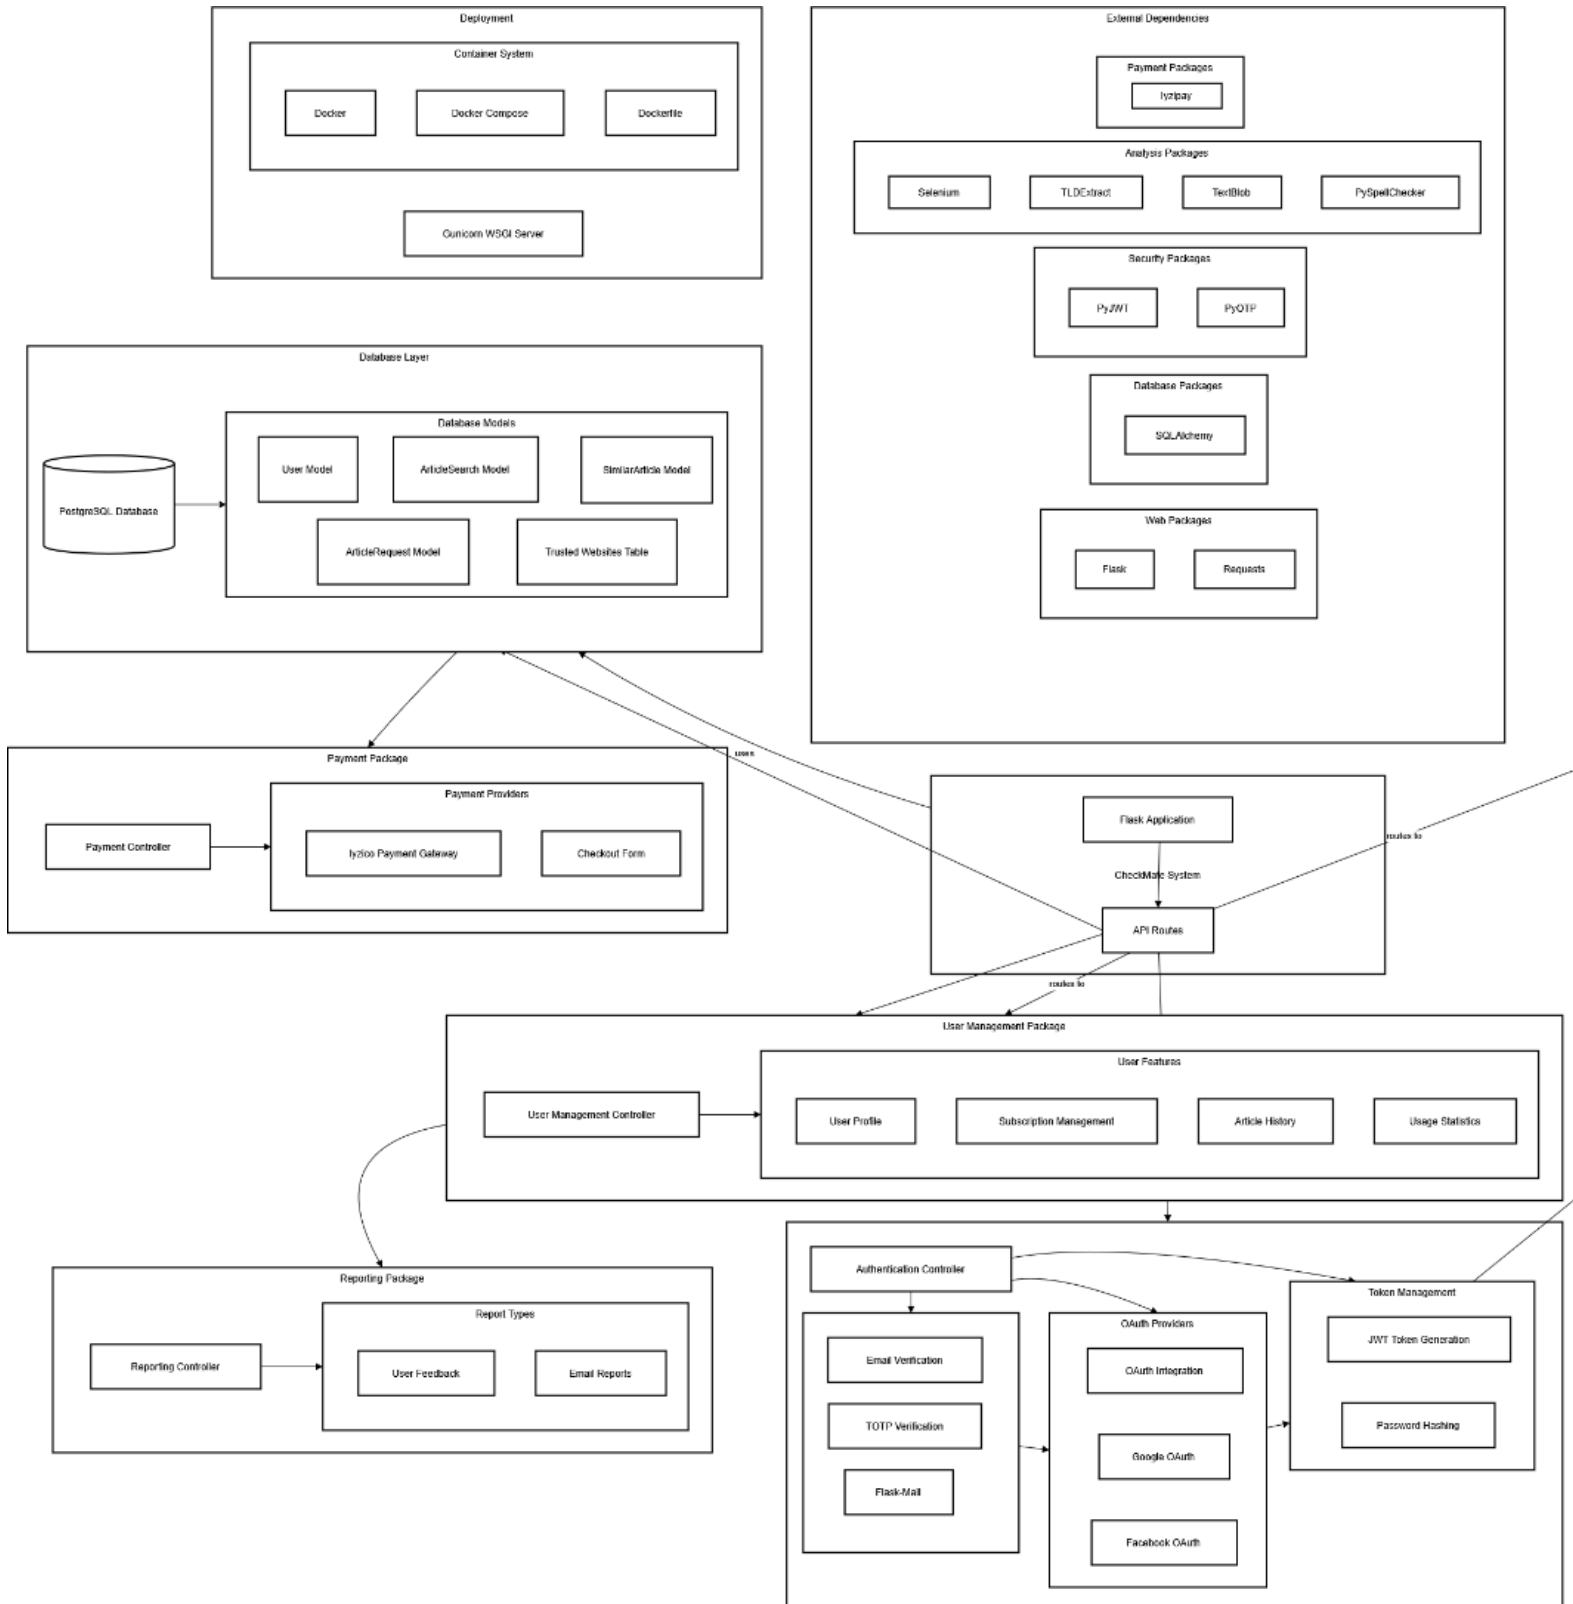 Deployment
Container System
Docker
Docker Compose
Dockerfile
Gunicorn WSGI Server
External Dependencies
Payment Packages
Iyzipay
Analysis Packages
Selenium
TLDExtract
TextBlob
PySpellChecker
Security Packages
PyJWT
PyOTP
Database Packages
SQLAlchemy
Web Packages
Flask
Requests
Database Layer
PostgreSQL Database
Database Models
User Model
ArticleSearch Model
SimilarArticle Model
ArticleRequest Model
Trusted Websites Table
uses
Payment Package
Payment Controller
Payment Providers
Iyzico Payment Gateway
Checkout Form
Flask Application
CheckMate System
API Routes
routes to
routes to
User Management Package
User Management Controller
User Features
User Profile
Subscription Management
Article History
Usage Statistics
Reporting Package
Reporting Controller
Report Types
User Feedback
Email Reports
Authentication Controller
Email Verification
TOTP Verification
Flask-Mail
OAuth Providers
OAuth Integration
Google OAuth
Facebook OAuth
Token Management
JWT Token Generation
Password Hashing